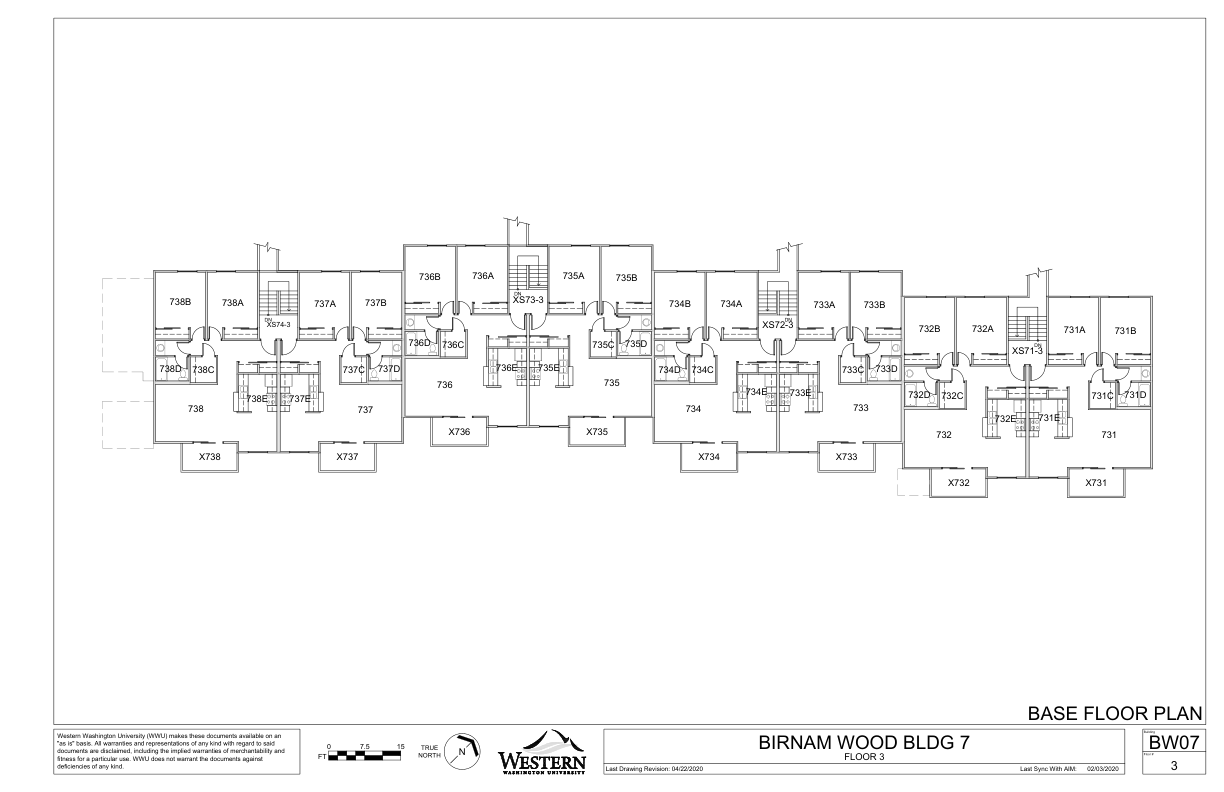 736B
736A
735A
735B
DN
XS73-3
738B
738A
737A
737B
DN
XS74-3
734B
734A
733A
733B
DN
XS72-3
732B
732A
731A
731B
DN
XS71-3
736D
736C
735C
735D
736E
735E
736
735
X736
X735
738D
738C
737C
737D
738E
737E
738
737
X738
X737
734D
734C
733C
733D
734E
733E
734
733
X734
X733
732D
732C
731C
731D
732E
731E
732
731
X732
X731
BASE FLOOR PLAN
Western Washington University (WWU) makes these documents available on an
"as is" basis. All warranties and representations of any kind with regard to said
documents are disclaimed, including the implied warranties of merchantability and
fitness for a particular use. WWU does not warrant the documents against
deficiencies of any kind.
0 7.5 15
FT
TRUE
NORTH
N
WESTERN
WASHINGTON UNIVERSITY
BIRNAM WOOD BLDG 7
FLOOR 3
Last Drawing Revision: 04/22/2020
Last Sync With AIM: 02/03/2020
BW07
3